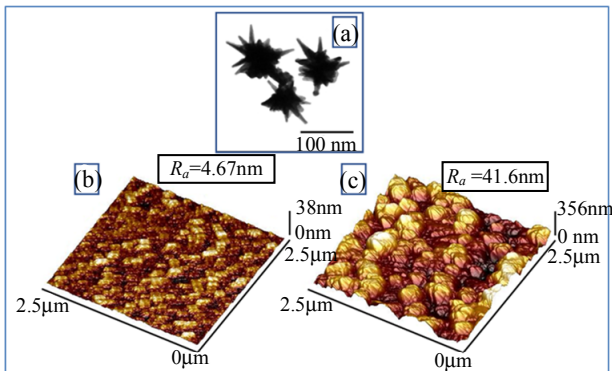 (a)
100 nm
(b)
Ra=4.67nm
38nm
0nm
2.5µm
2.5µm
0µm
(c)
Ra =41.6nm
356nm
0 nm
2.5µm
2.5µm
0µm